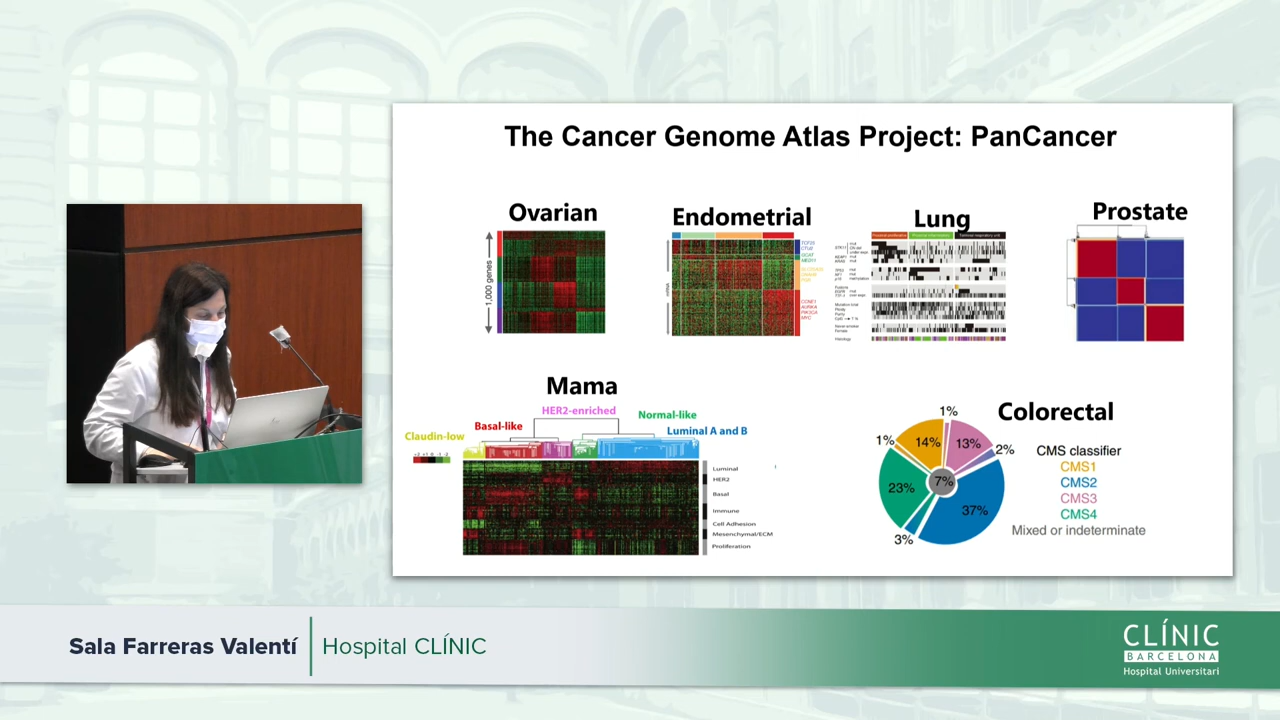 The Cancer Genome Atlas Project: PanCancer
Ovarian
Endometrial
Lung
Prostate
1,000 genes
Mama
HER2-enriched
Basal-like
Normal-like
Claudin-low
Luminal A and B
Luminal
HER2
Basal
Immune
Cell Adhesion
Mesenchymal/ECM
Proliferation
Colorectal
1%
1%
14%
13%
2%
7%
23%
37%
3%
CMS classifier
CMS1
CMS2
CMS3
CMS4
Mixed or indeterminate
Sala Farreras Valentí
Hospital CLÍNIC
CLÍNIC
BARCELONA
Hospital Universitari